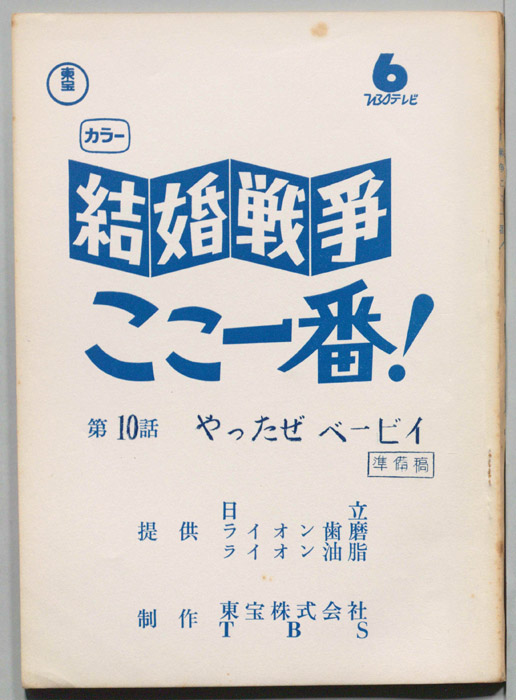 東宝
6
TBSテレビ
カラー
結婚戦争
ここ一番!
第10話 やったぜ ベービイ
準備稿
日立
提供 ライオン歯磨
ライオン油脂
制作 東宝株式会社
TBS